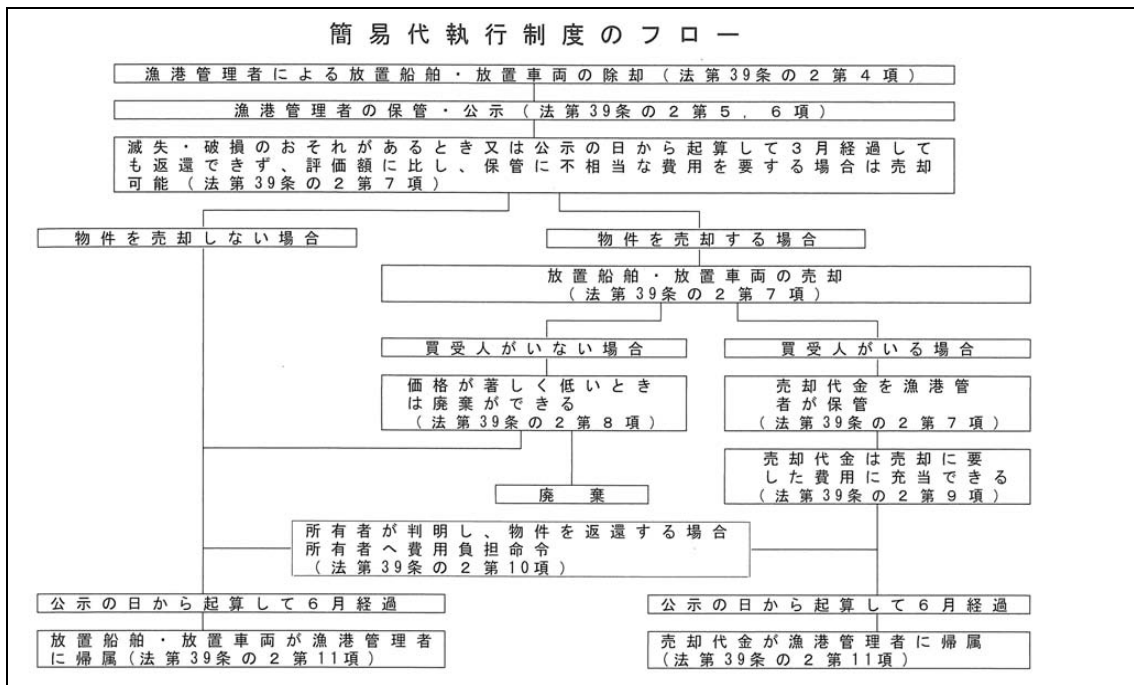 簡易代執行制度のフロー
漁港管理者による放置船舶・放置車両の除却（法第39条の２第４項）
漁港管理者の保管・公示（法第39条の２第５，６項）
滅失・破損のおそれがあるとき又は公示の日から起算して３月経過して
も返還できず、評価額に比し、保管に不相当な費用を要する場合は売却
可能（法第39条の２第７項）
物件を売却しない場合
物件を売却する場合
放置船舶・放置車両の売却
（法第39条の２第７項）
買受人がいない場合
買受人がいる場合
価格が著しく低いとき
は廃棄ができる
（法第39条の２第８項）
売却代金を漁港管理
者が保管
（法第39条の２第７項）
売却代金は売却に要
した費用に充当できる
（法第39条の２第９項）
廃棄
所有者が判明し、物件を返還する場合
所有者へ費用負担命令
（法第39条の２第10項）
公示の日から起算して６月経過
放置船舶・放置車両が漁港管理者
に帰属（法第39条の２第11項）
公示の日から起算して６月経過
売却代金が漁港管理者に帰属
（法第39条の２第11項）